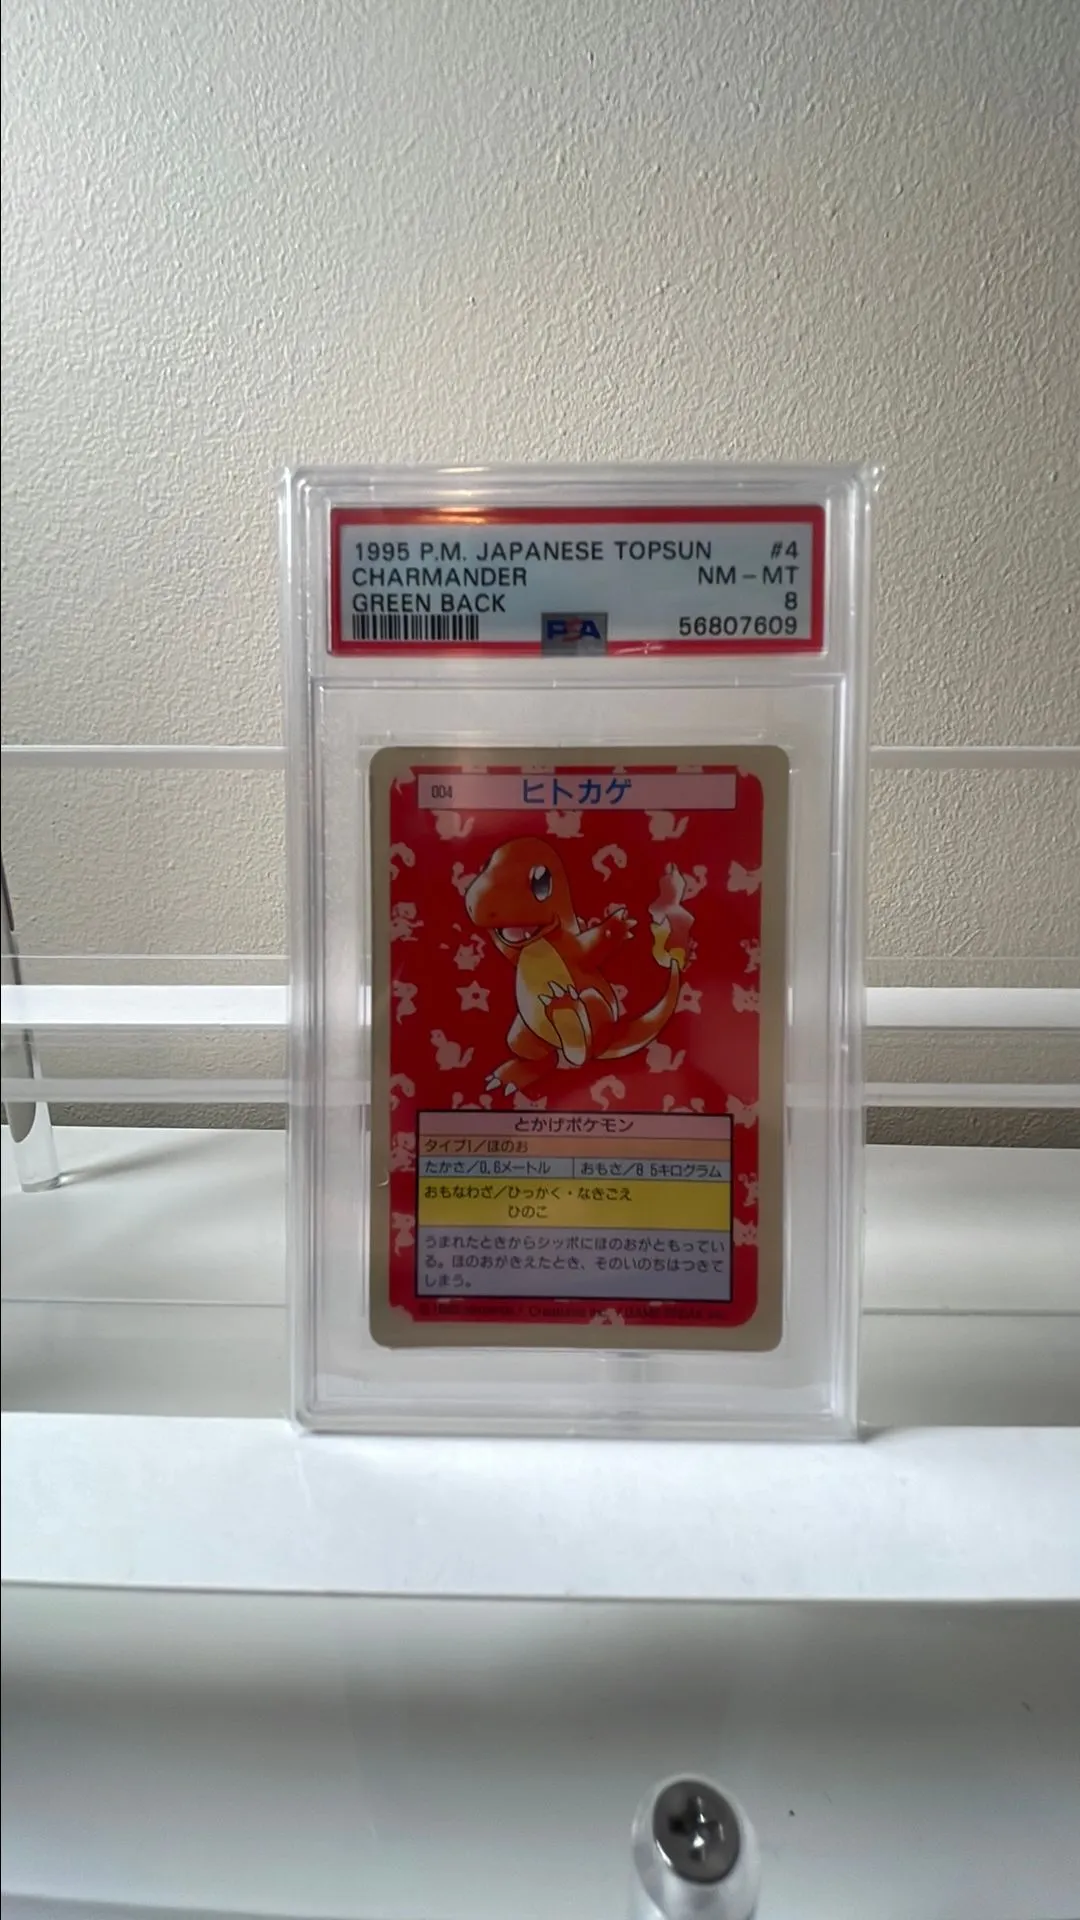 1995 P.M. JAPANESE TOPSUN #4
CHARMANDER NM - MT
GREEN BACK 8
PSA 56807609
004 ヒトカゲ
とかげポケモン
タイプ1/ほのお
たかさ/0.6メートル おもさ/8 5キログラム
おもなわざ/ひっかく・なきごえ
ひのこ
うまれたときからシッポにほのおがともってい
る。ほのおがきえたとき、そのいのちはつきて
しまう。